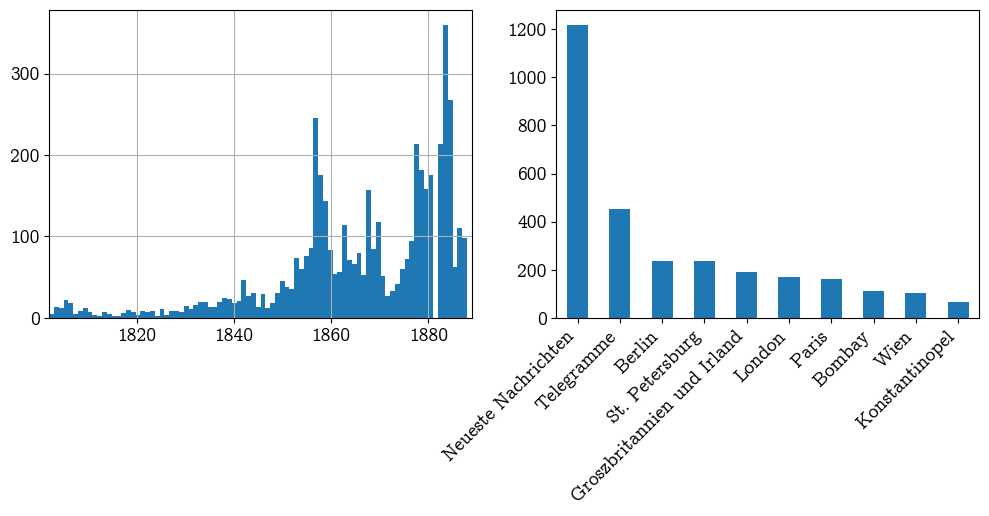 300
200
100
0
1820 1840 1860 1880
1200
1000
800
600
400
200
0
Neueste Nachrichten
Telegramme
Berlin
St. Petersburg
Groszbritannien und Irland
London
Paris
Bombay
Wien
Konstantinopel